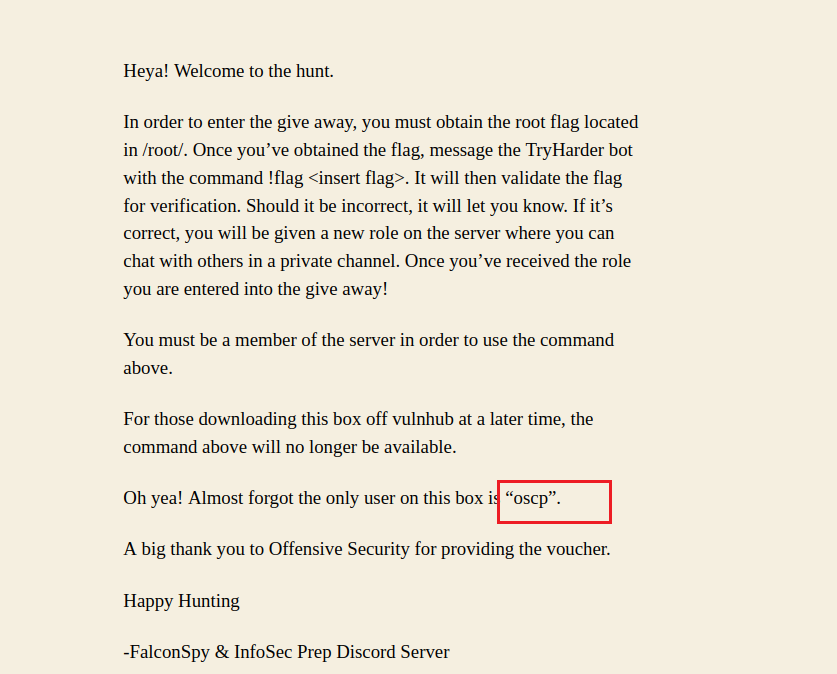 Heya! Welcome to the hunt.
In order to enter the give away, you must obtain the root flag located
in /root/. Once you’ve obtained the flag, message the TryHarder bot
with the command !flag <insert flag>. It will then validate the flag
for verification. Should it be incorrect, it will let you know. If it’s
correct, you will be given a new role on the server where you can
chat with others in a private channel. Once you’ve received the role
you are entered into the give away!
You must be a member of the server in order to use the command
above.
For those downloading this box off vulnhub at a later time, the
command above will no longer be available.
Oh yea! Almost forgot the only user on this box is “oscp”.
A big thank you to Offensive Security for providing the voucher.
Happy Hunting
-FalconSpy & InfoSec Prep Discord Server